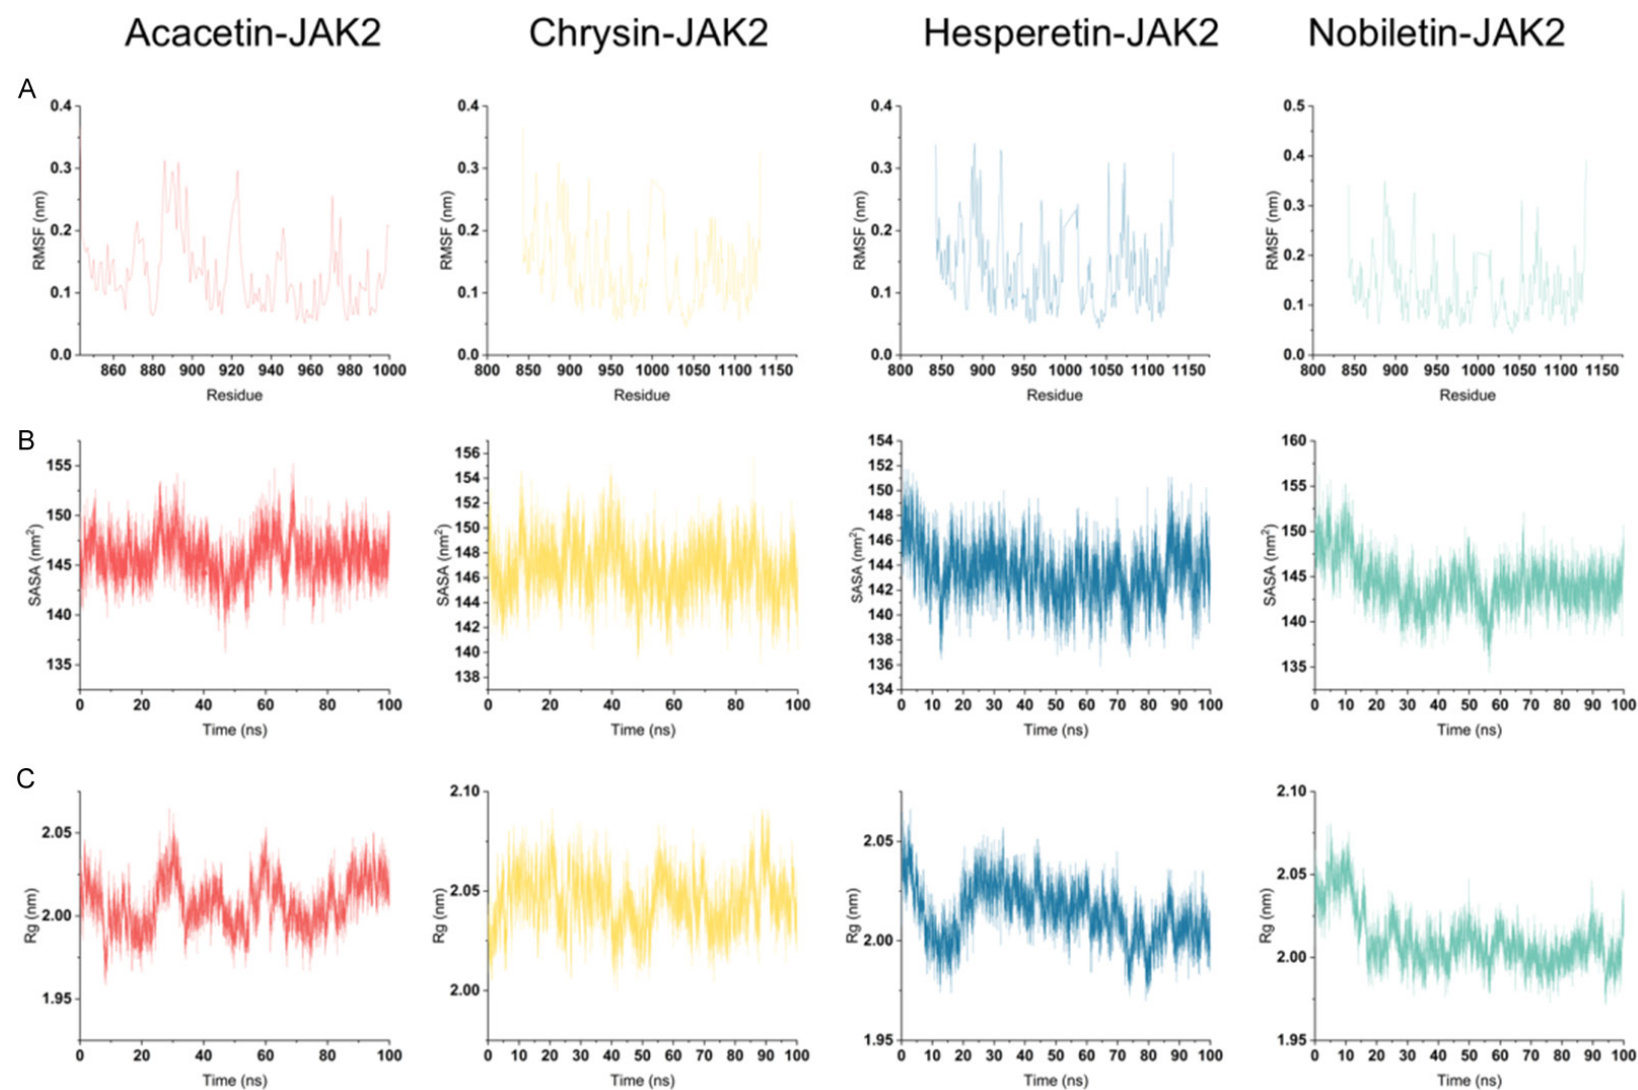 Acacetin-JAK2 Chrysin-JAK2 Hesperetin-JAK2 Nobiletin-JAK2
A
RMSF (nm)
0.4
0.3
0.2
0.1
0.0
860 880 900 920 940 960 980 1000
Residue
RMSF (nm)
0.4
0.3
0.2
0.1
0.0
800 850 900 950 1000 1050 1100 1150
Residue
RMSF (nm)
0.4
0.3
0.2
0.1
0.0
800 850 900 950 1000 1050 1100 1150
Residue
RMSF (nm)
0.5
0.4
0.3
0.2
0.1
0.0
800 850 900 950 1000 1050 1100 1150
Residue
B
SASA (nm²)
155
150
145
140
135
0 20 40 60 80 100
Time (ns)
SASA (nm²)
156
154
152
150
148
146
144
142
140
138
0 10 20 30 40 50 60 70 80 90 100
Time (ns)
SASA (nm²)
154
152
150
148
146
144
142
140
138
136
134
0 10 20 30 40 50 60 70 80 90 100
Time (ns)
SASA (nm²)
160
155
150
145
140
135
0 10 20 30 40 50 60 70 80 90 100
Time (ns)
C
Rg (nm)
2.05
2.00
1.95
0 20 40 60 80 100
Time (ns)
Rg (nm)
2.10
2.05
2.00
0 10 20 30 40 50 60 70 80 90 100
Time (ns)
Rg (nm)
2.05
2.00
1.95
0 10 20 30 40 50 60 70 80 90 100
Time (ns)
Rg (nm)
2.10
2.05
2.00
1.95
0 10 20 30 40 50 60 70 80 90 100
Time (ns)